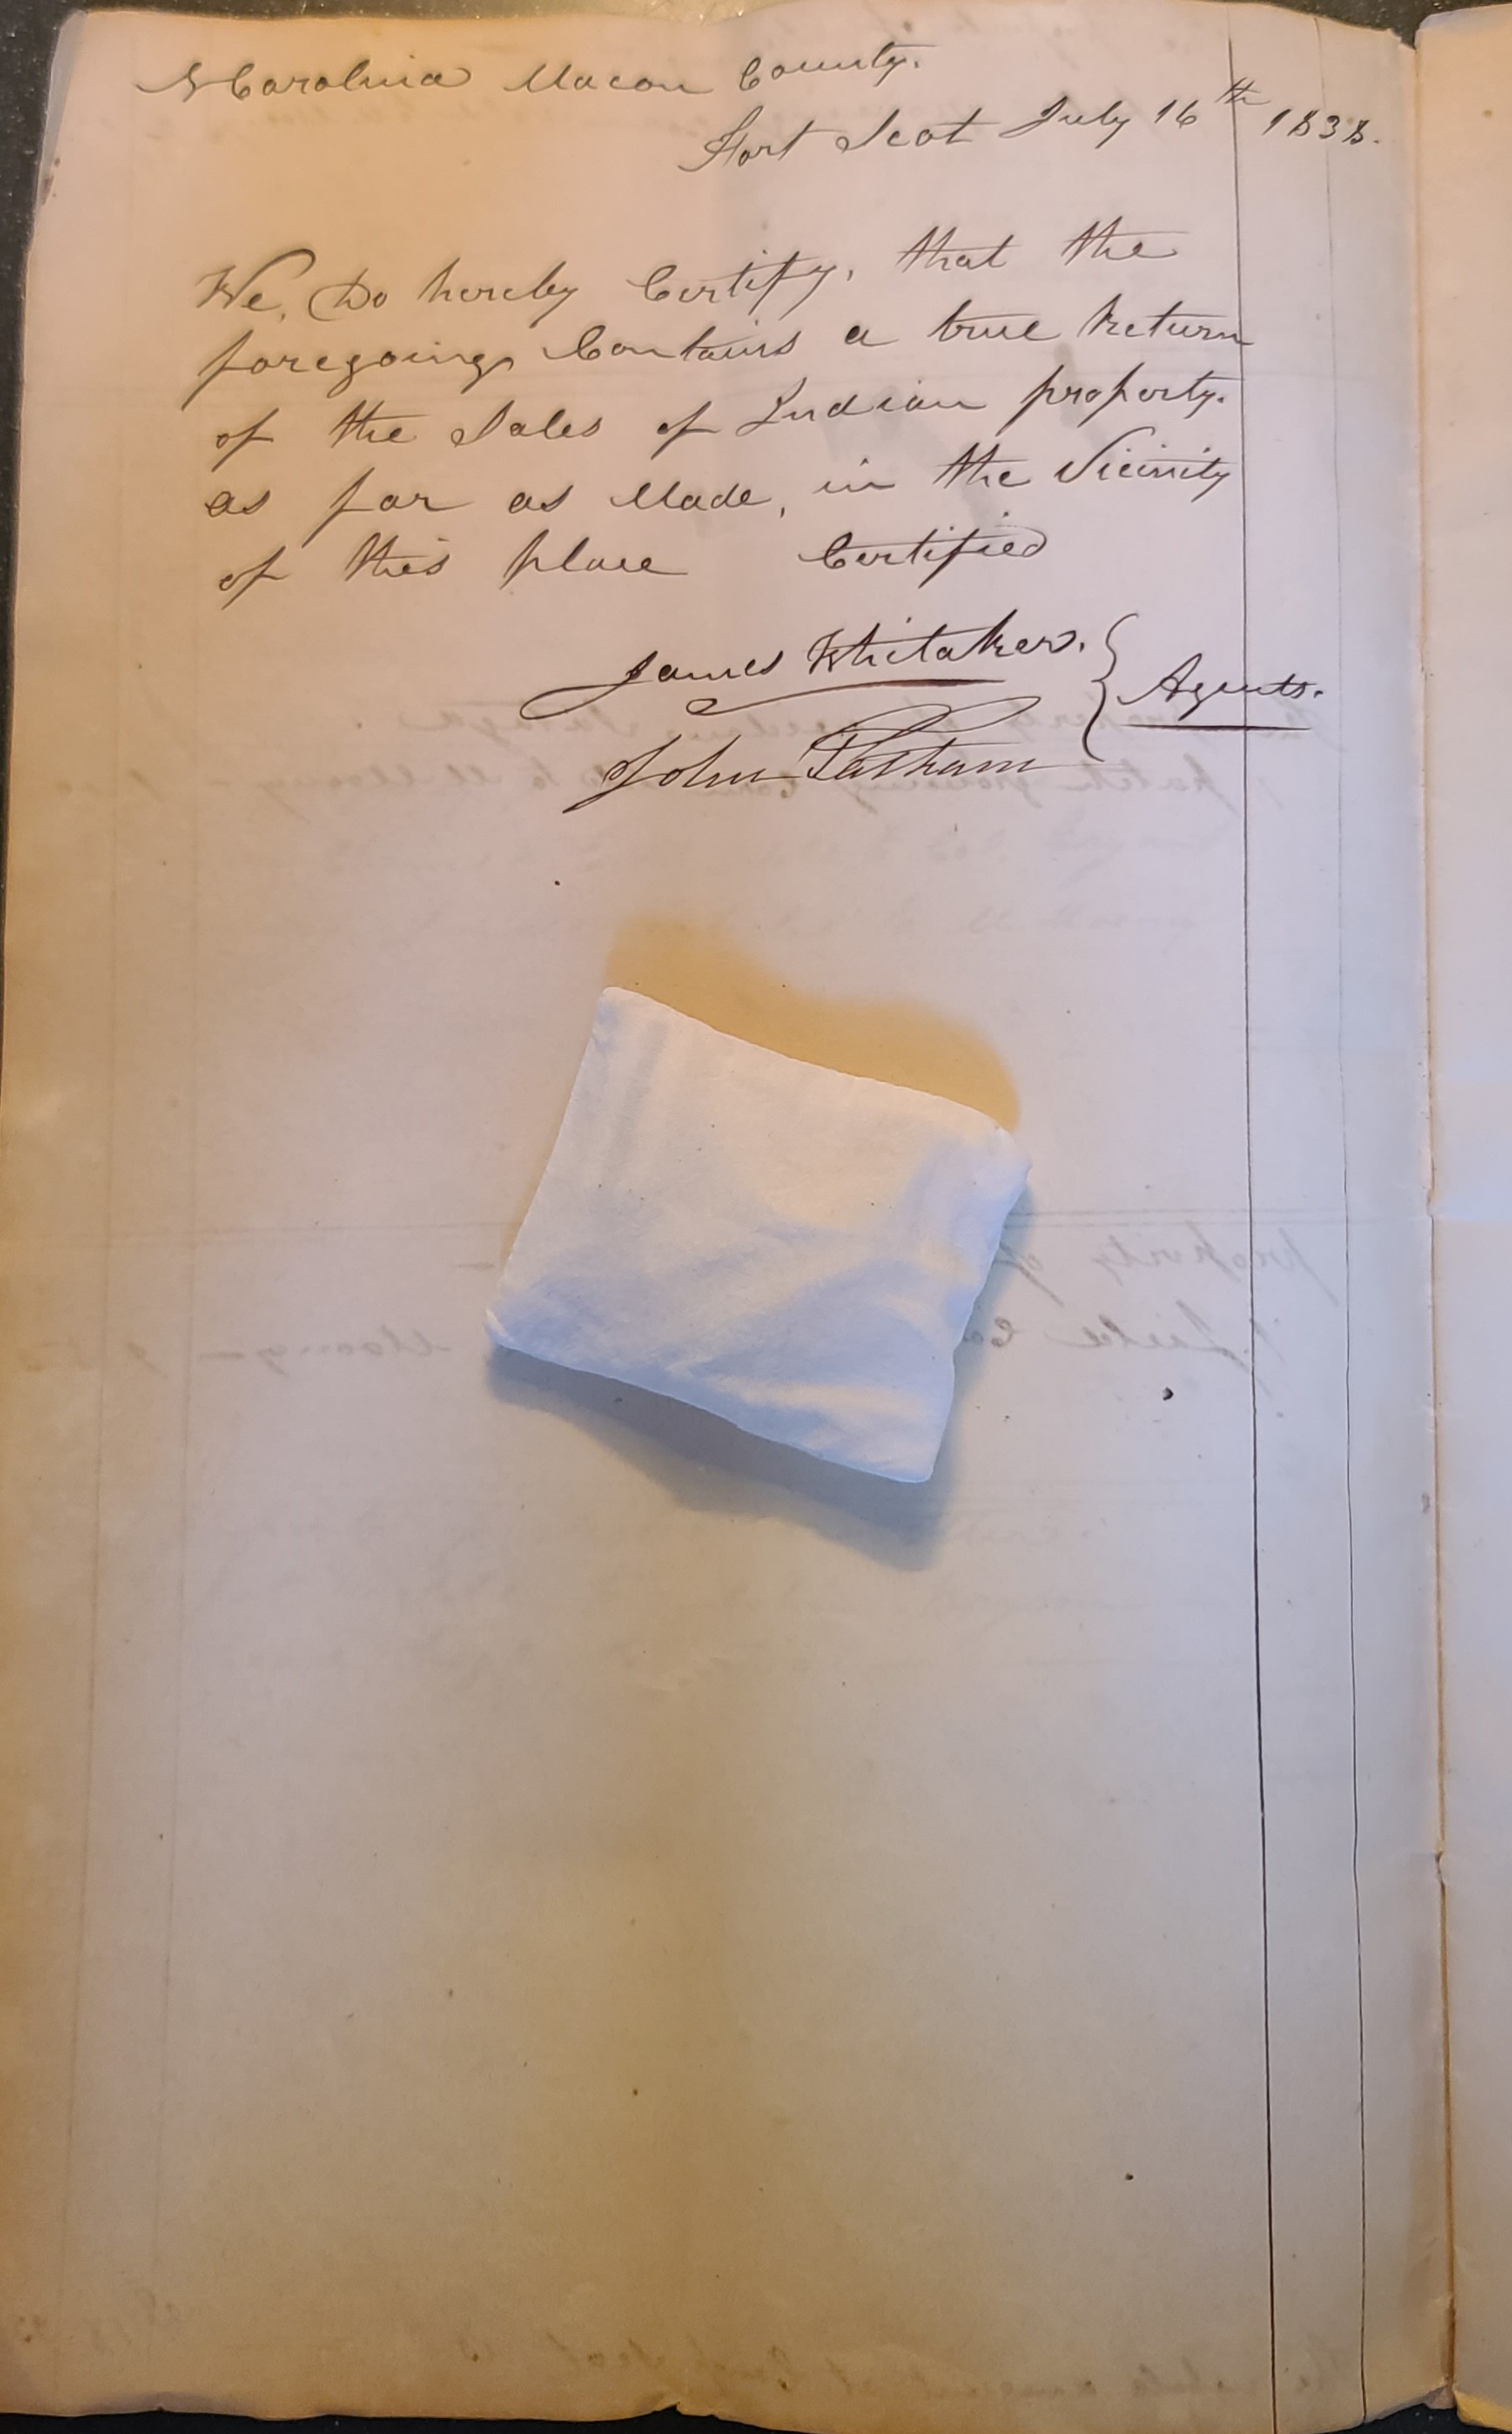 N Carolina Macon County.
Fort Scot July 16th 1838.
We, Do hereby Certify, that the
foregoing Contains a true Return
of the Sales of Indian property.
as far as Made, in the Vicinity
of this place Certified
James Whitaker. } Agents.
John Latham